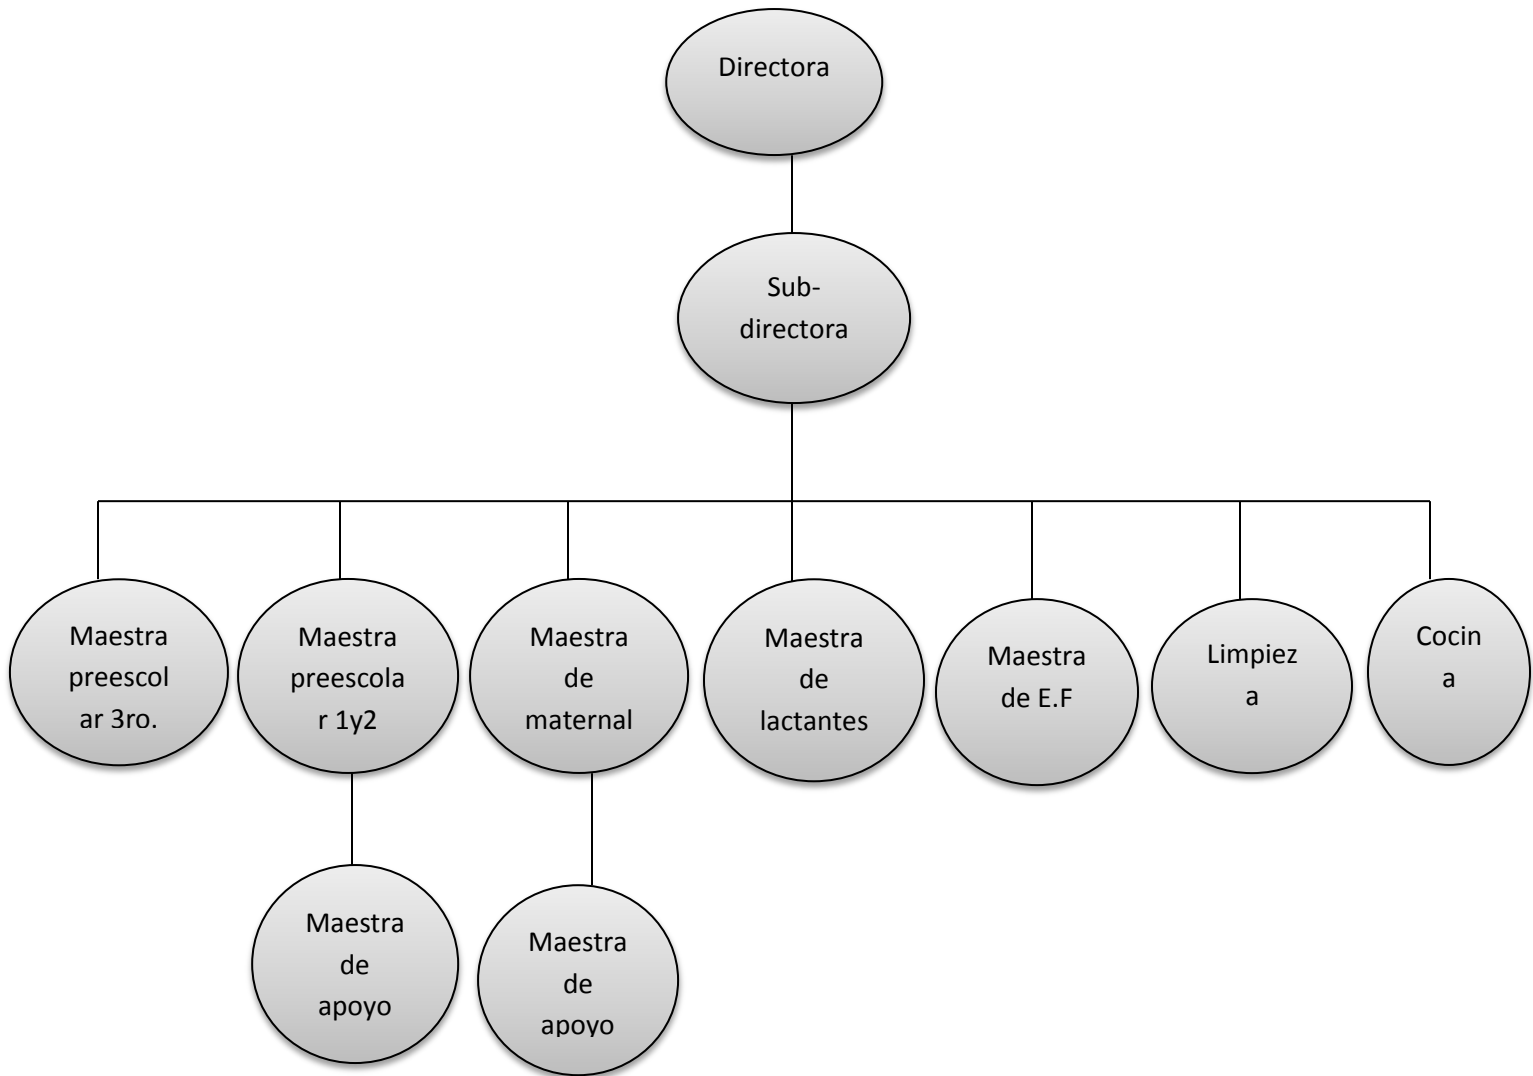 Directora
Sub-
directora
Maestra
preescol
ar 3ro.
Maestra
preescola
r 1y2
Maestra
de
maternal
Maestra
de
lactantes
Maestra
de E.F
Limpiez
a
Cocin
a
Maestra
de
apoyo
Maestra
de
apoyo